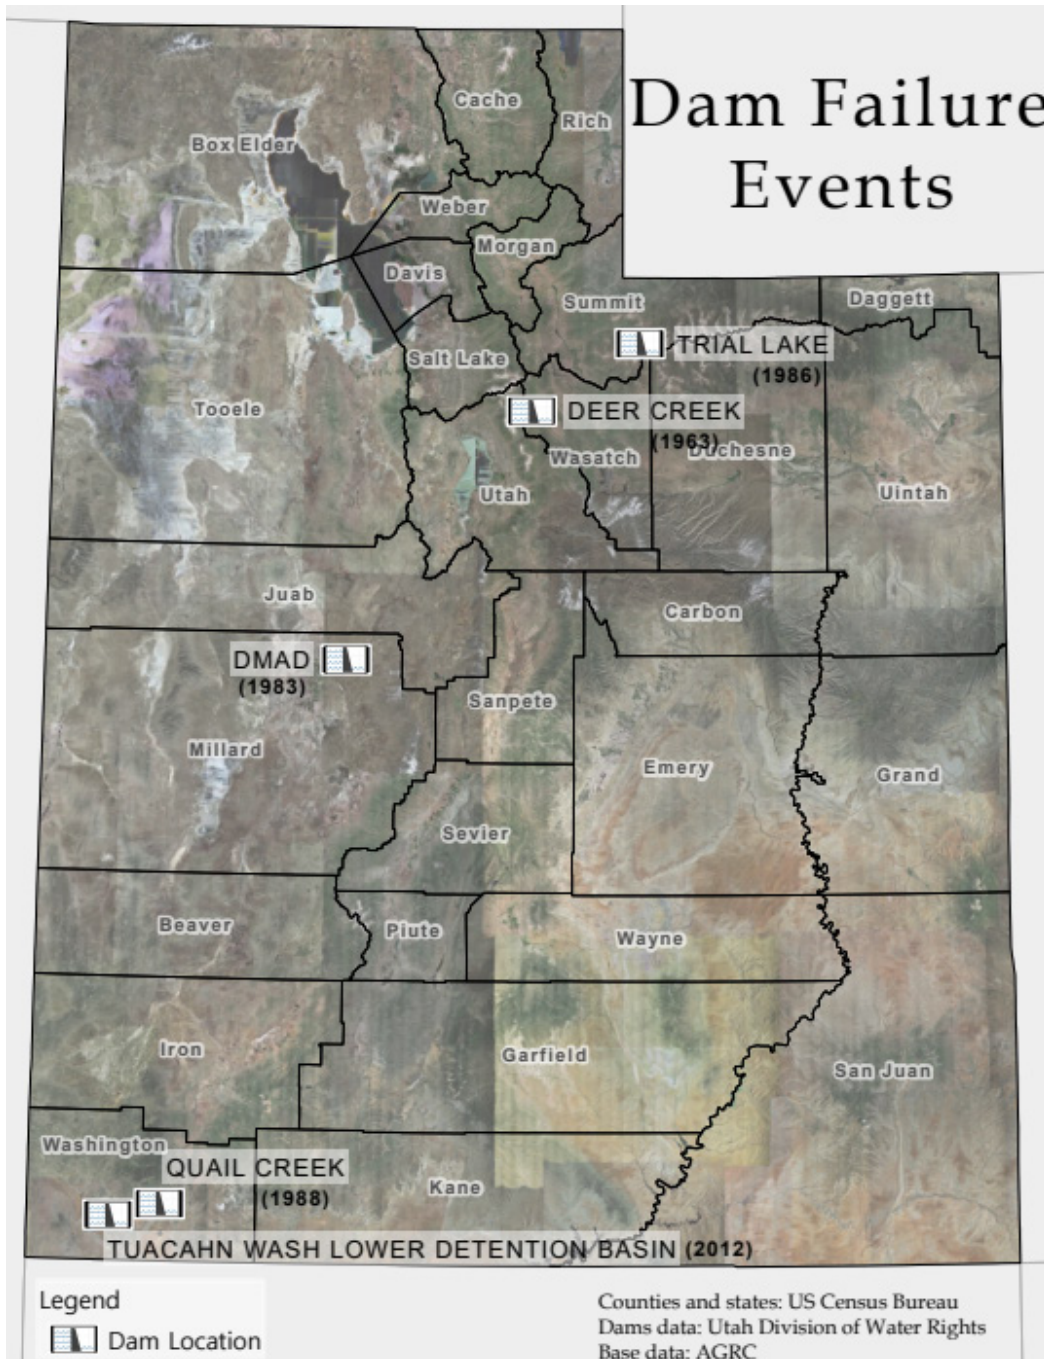 Dam Failure
Events
Cache
Rich
Box Elder
Weber
Morgan
Davis
Summit
Daggett
TRIAL LAKE
(1986)
Salt Lake
Tooele
DEER CREEK
(1963)
Duchesne
Wasatch
Utah
Uintah
Juab
Carbon
DMAD
(1983)
Sanpete
Millard
Emery
Grand
Sevier
Beaver
Piute
Wayne
Iron
Garfield
San Juan
Washington
QUAIL CREEK
(1988)
Kane
TUACAHN WASH LOWER DETENTION BASIN (2012)
Legend
Dam Location
Counties and states: US Census Bureau
Dams data: Utah Division of Water Rights
Base data: AGRC